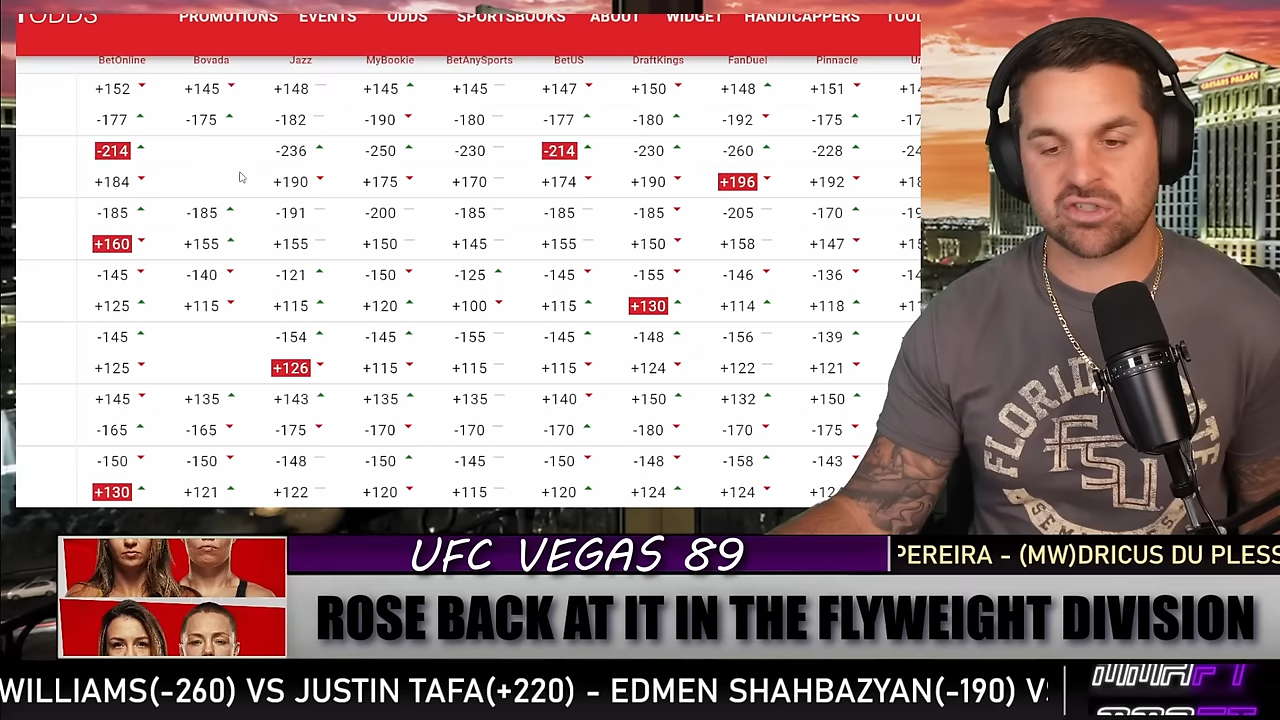 ODDS PROMOTIONS EVENTS ODDS SPORTSBOOKS ABOUT WIDGET HANDICAPPERS TOOL
BetOnline Bovada Jazz MyBookie BetAnySports BetUS DraftKings FanDuel Pinnacle
+152 +145 +148 +145 +145 +147 +150 +148 +151
-177 -175 -182 -190 -180 -177 -180 -192 -175
-214 -236 -250 -230 -214 -230 -260 -228
+184 +190 +175 +170 +174 +190 +196 +192
-185 -185 -191 -200 -185 -185 -185 -205 -170
+160 +155 +155 +150 +145 +155 +150 +158 +147
-145 -140 -121 -150 -125 -145 -155 -146 -136
+125 +115 +115 +120 +100 +115 +130 +114 +118
-145 -154 -145 -155 -145 -148 -156 -139
+125 +126 +115 +115 +115 +124 +122 +121
+145 +135 +143 +135 +135 +140 +150 +132 +150
-165 -165 -175 -170 -170 -170 -180 -170 -175
-150 -150 -148 -150 -145 -150 -148 -158 -143
+130 +121 +122 +120 +115 +120 +124 +124
CAESARS PALACE
FLORIDA STATE
FSU
UFC VEGAS 89
PEREIRA - (MW)DRICUS DU PLESS
ROSE BACK AT IT IN THE FLYWEIGHT DIVISION
WILLIAMS(-260) VS JUSTIN TAFA(+220) - EDMEN SHAHBAZYAN(-190) V